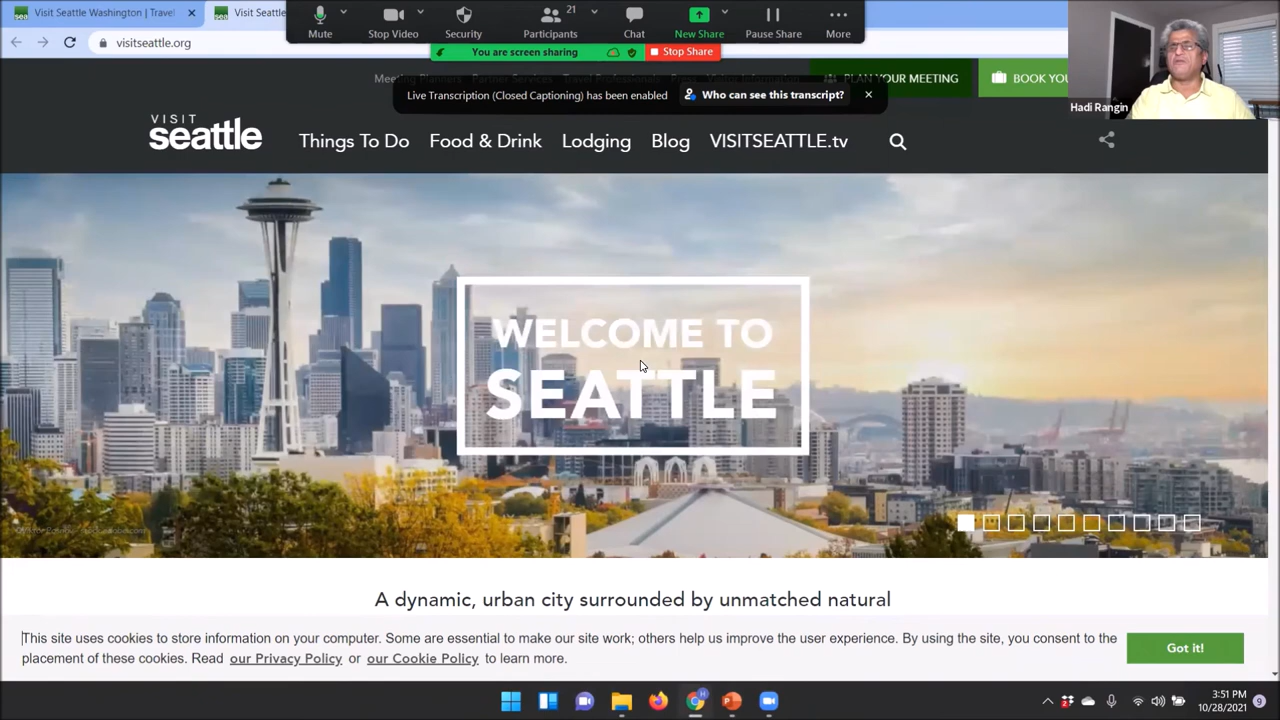 Visit Seattle Washington | Travel
Visit Seattle
Mute
Stop Video
Security
21
Participants
Chat
New Share
Pause Share
More
visitseattle.org
You are screen sharing
Stop Share
PLAN YOUR MEETING
BOOK YOU
Live Transcription (Closed Captioning) has been enabled
Who can see this transcript?
Hadi Rangin
VISIT
seattle
Things To Do
Food & Drink
Lodging
Blog
VISITSEATTLE.tv
WELCOME TO
SEATTLE
A dynamic, urban city surrounded by unmatched natural
This site uses cookies to store information on your computer. Some are essential to make our site work; others help us improve the user experience. By using the site, you consent to the
placement of these cookies. Read our Privacy Policy or our Cookie Policy to learn more.
Got it!
3:51 PM
10/28/2021
9